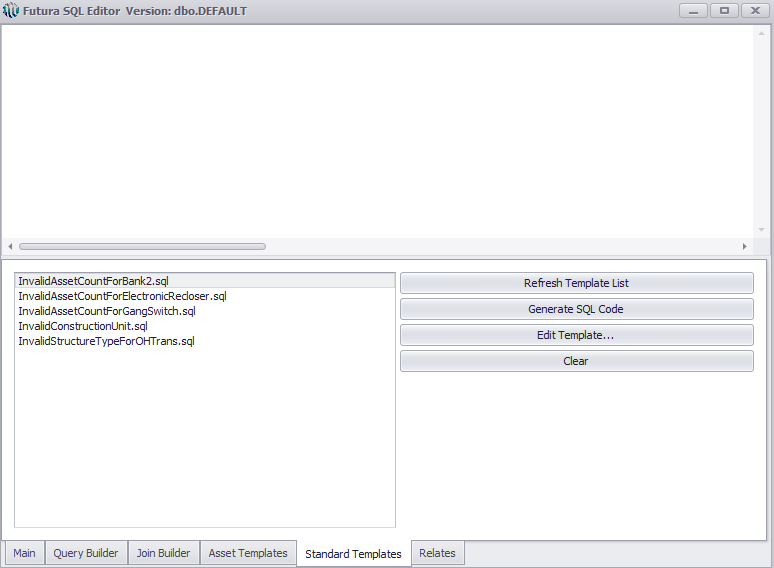 Futura SQL Editor Version: dbo.DEFAULT
InvalidAssetCountForBank2.sql
InvalidAssetCountForElectronicRecloser.sql
InvalidAssetCountForGangSwitch.sql
InvalidConstructionUnit.sql
InvalidStructureTypeForOHTrans.sql
Refresh Template List
Generate SQL Code
Edit Template...
Clear
Main
Query Builder
Join Builder
Asset Templates
Standard Templates
Relates